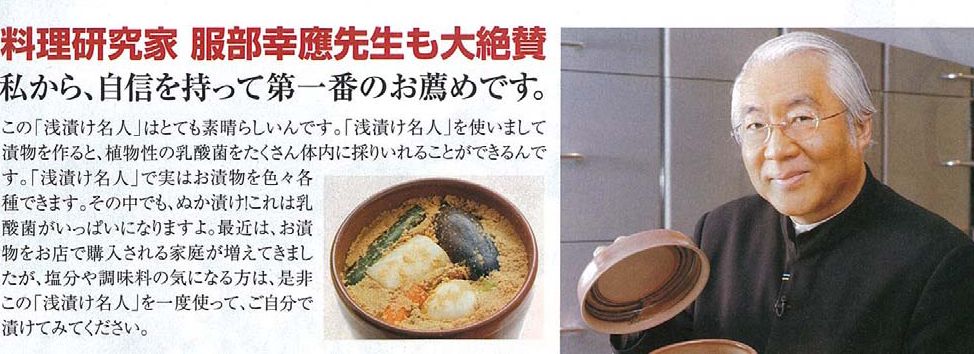 料理研究家 服部幸應先生も大絶賛
私から、自信を持って第一番のお薦めです。
この「浅漬け名人」はとても素晴らしいんです。「浅漬け名人」を使いまして
漬物を作ると、植物性の乳酸菌をたくさん体内に採りいれることができるんで
す。「浅漬け名人」で実はお漬物を色々各
種できます。その中でも、ぬか漬け!これは乳
酸菌がいっぱいになりますよ。最近は、お漬
物をお店で購入される家庭が増えてきまし
たが、塩分や調味料の気になる方は、是非
この「浅漬け名人」を一度使って、ご自分で
漬けてみてください。